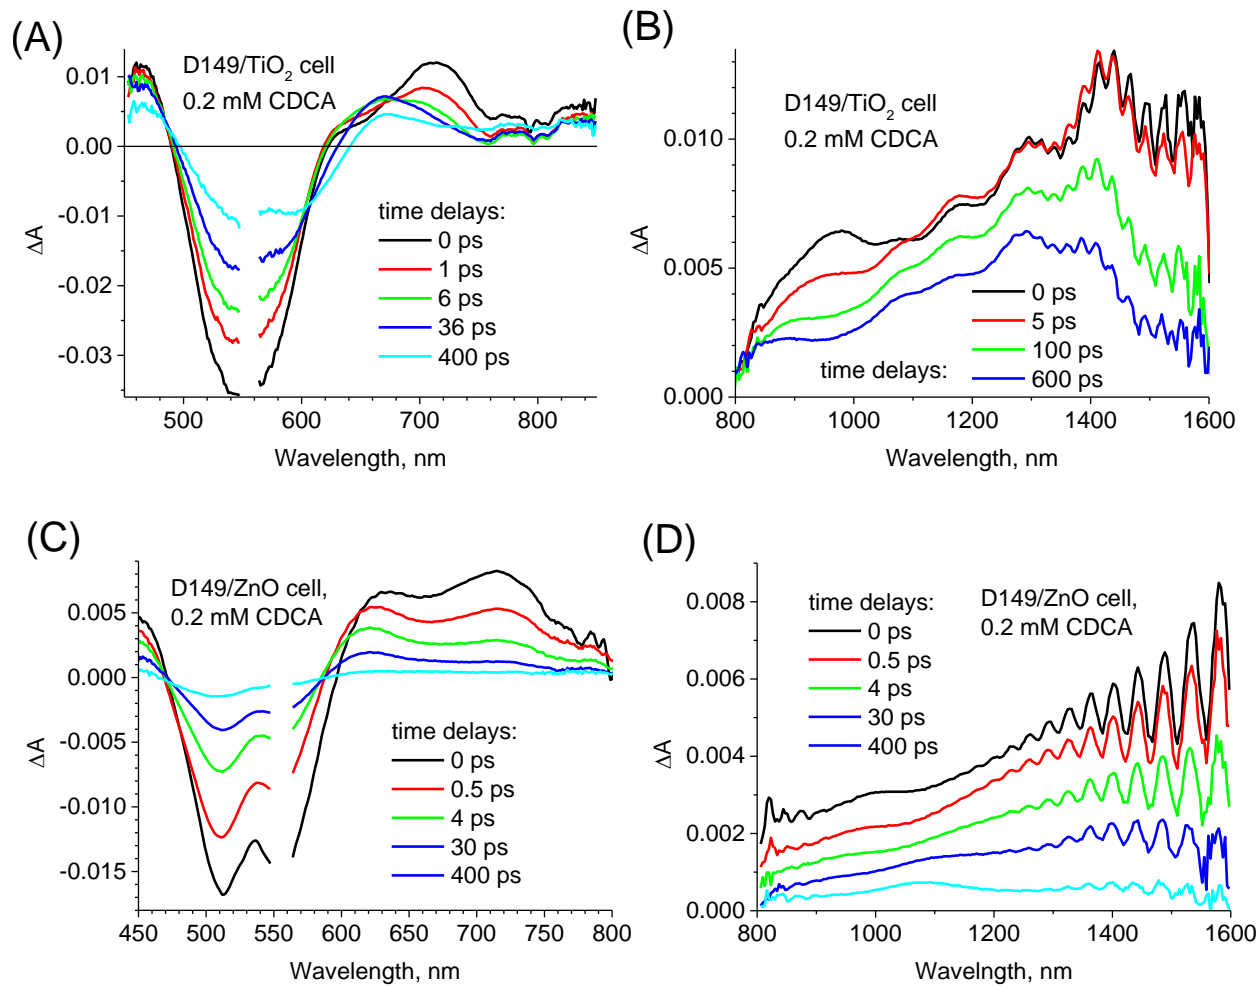 (A)
D149/TiO2 cell
0.2 mM CDCA
0.01
0.00
-0.01
-0.02
-0.03
ΔA
time delays:
0 ps
1 ps
6 ps
36 ps
400 ps
500 600 700 800
Wavelength, nm
(B)
D149/TiO2 cell
0.2 mM CDCA
0.010
0.005
0.000
ΔA
time delays:
0 ps
5 ps
100 ps
600 ps
800 1000 1200 1400 1600
Wavelength, nm
(C)
D149/ZnO cell,
0.2 mM CDCA
0.005
0.000
-0.005
-0.010
-0.015
ΔA
time delays:
0 ps
0.5 ps
4 ps
30 ps
400 ps
450 500 550 600 650 700 750 800
Wavelength, nm
(D)
time delays:
0 ps
0.5 ps
4 ps
30 ps
400 ps
D149/ZnO cell,
0.2 mM CDCA
0.008
0.006
0.004
0.002
0.000
ΔA
800 1000 1200 1400 1600
Wavelngth, nm